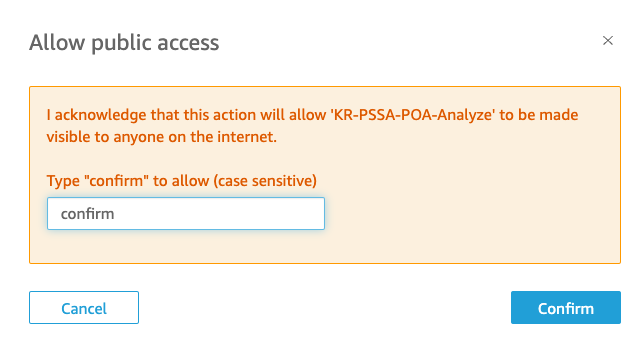 Allow public access
I acknowledge that this action will allow 'KR-PSSA-POA-Analyze' to be made
visible to anyone on the internet.
Type "confirm" to allow (case sensitive)
confirm
Cancel
Confirm